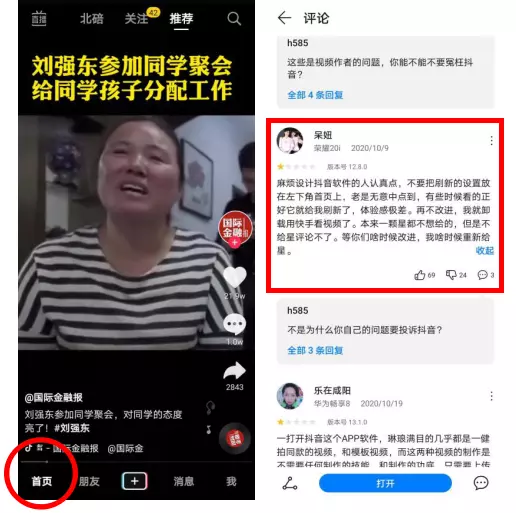 直播
北碚
关注
42
推荐
刘强东参加同学聚会
给同学孩子分配工作
国际
金融报
21.9w
1.0w
2843
@国际金融报
刘强东参加同学聚会，对同学的态度
亮了！#刘强东
国际金融报 @国际金
首页
朋友
消息
我
评论
h585
这些是视频作者的问题，你能不能不要冤枉抖
音？
全部 4 条回复
呆妞
荣耀20i 2020/10/9
版本号 12.8.0
麻烦设计抖音软件的人认真点，不要把刷新的设置放
在左下角首页上，老是无意中点到，有些时候看的正
好它就给我刷新了，体验感极差。再不改进，我就卸
载用快手看视频了。本来一颗星都不想给的，但是不
给星评论不了。等你们啥时候改进，我啥时候重新给
星。
收起
69
24
3
h585
不是为什么你自己的问题要投诉抖音？
全部 3 条回复
乐在咸阳
华为畅享8 2020/10/19
版本号 13.1.0
一打开抖音这个APP软件，琳琅满目的几乎都是一健
拍同款的视频，和模板视频，而这两种视频的制作是
不需要任何制作的技能，和制作的功底，只需要上传
打开